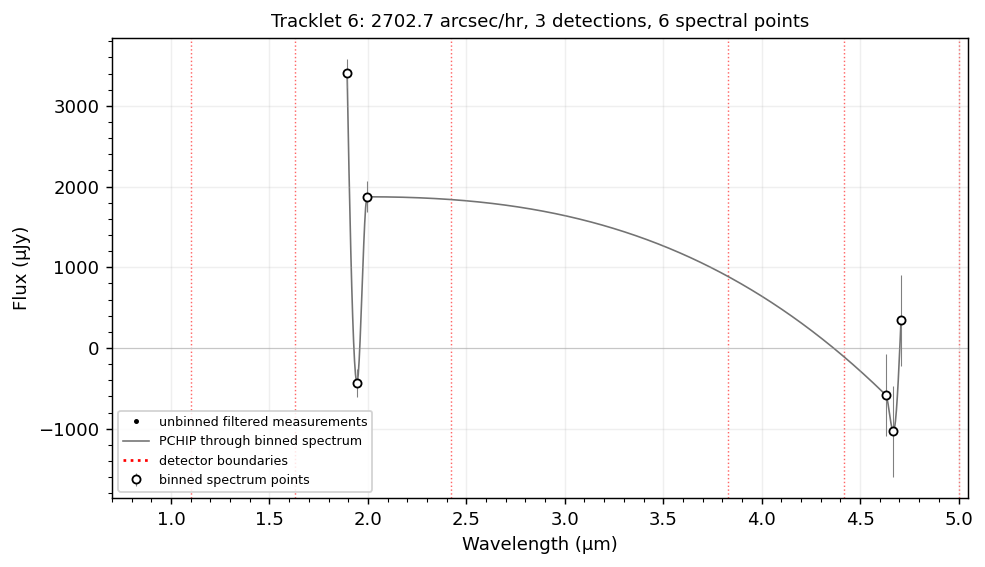 Tracklet 6: 2702.7 arcsec/hr, 3 detections, 6 spectral points
Flux (μJy)
3000
2000
1000
0
−1000
unbinned filtered measurements
PCHIP through binned spectrum
detector boundaries
binned spectrum points
1.0 1.5 2.0 2.5 3.0 3.5 4.0 4.5 5.0
Wavelength (μm)